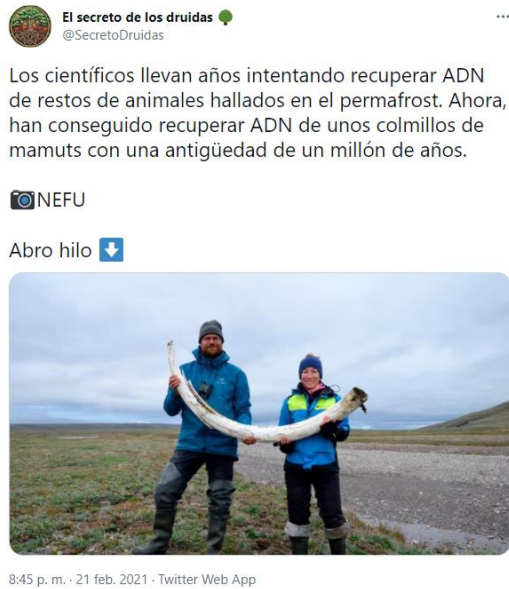 El secreto de los druidas
@SecretoDruidas
Los científicos llevan años intentando recuperar ADN
de restos de animales hallados en el permafrost. Ahora,
han conseguido recuperar ADN de unos colmillos de
mamuts con una antigüedad de un millón de años.
NEFU
Abro hilo
8:45 p. m. · 21 feb. 2021 · Twitter Web App